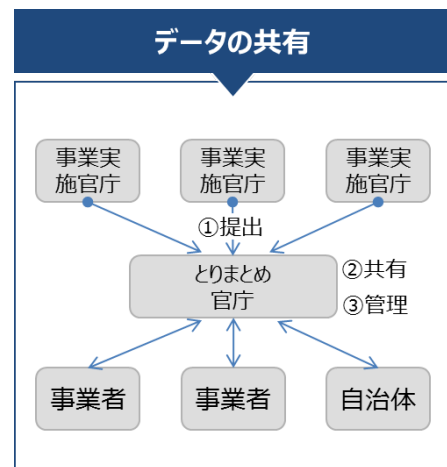 データの共有
事業実
施官庁
事業実
施官庁
事業実
施官庁
①提出
とりまとめ
官庁
②共有
③管理
事業者
事業者
自治体